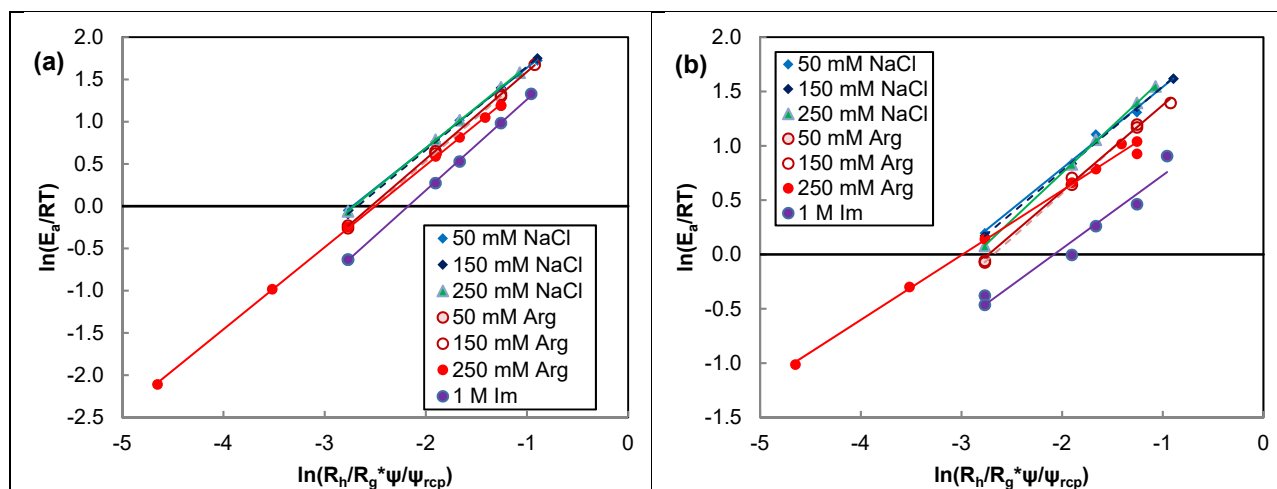 (a)
2.0
1.5
1.0
0.5
0.0
-0.5
-1.0
-1.5
-2.0
-2.5
ln(Eₐ/RT)
50 mM NaCl
150 mM NaCl
250 mM NaCl
50 mM Arg
150 mM Arg
250 mM Arg
1 M Im
-5 -4 -3 -2 -1 0
ln(Rₕ/R_g*ψ/ψ_rcp)
(b)
2.0
1.5
1.0
0.5
0.0
-0.5
-1.0
-1.5
ln(Eₐ/RT)
50 mM NaCl
150 mM NaCl
250 mM NaCl
50 mM Arg
150 mM Arg
250 mM Arg
1 M Im
-5 -4 -3 -2 -1 0
ln(Rₕ/R_g*ψ/ψ_rcp)